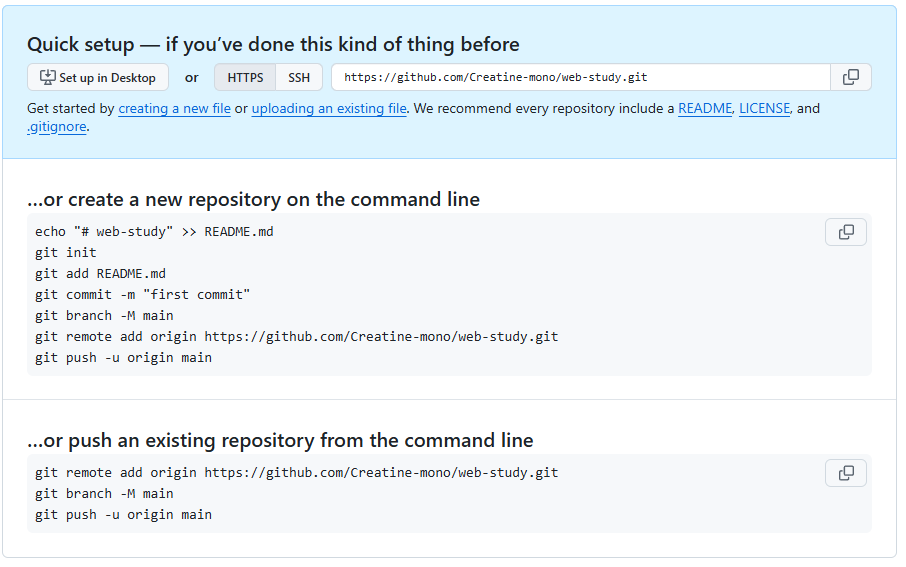 Quick setup — if you’ve done this kind of thing before
Set up in Desktop or HTTPS SSH https://github.com/Creatine-mono/web-study.git
Get started by creating a new file or uploading an existing file. We recommend every repository include a README, LICENSE, and
.gitignore.
…or create a new repository on the command line
echo "# web-study" >> README.md
git init
git add README.md
git commit -m "first commit"
git branch -M main
git remote add origin https://github.com/Creatine-mono/web-study.git
git push -u origin main
…or push an existing repository from the command line
git remote add origin https://github.com/Creatine-mono/web-study.git
git branch -M main
git push -u origin main